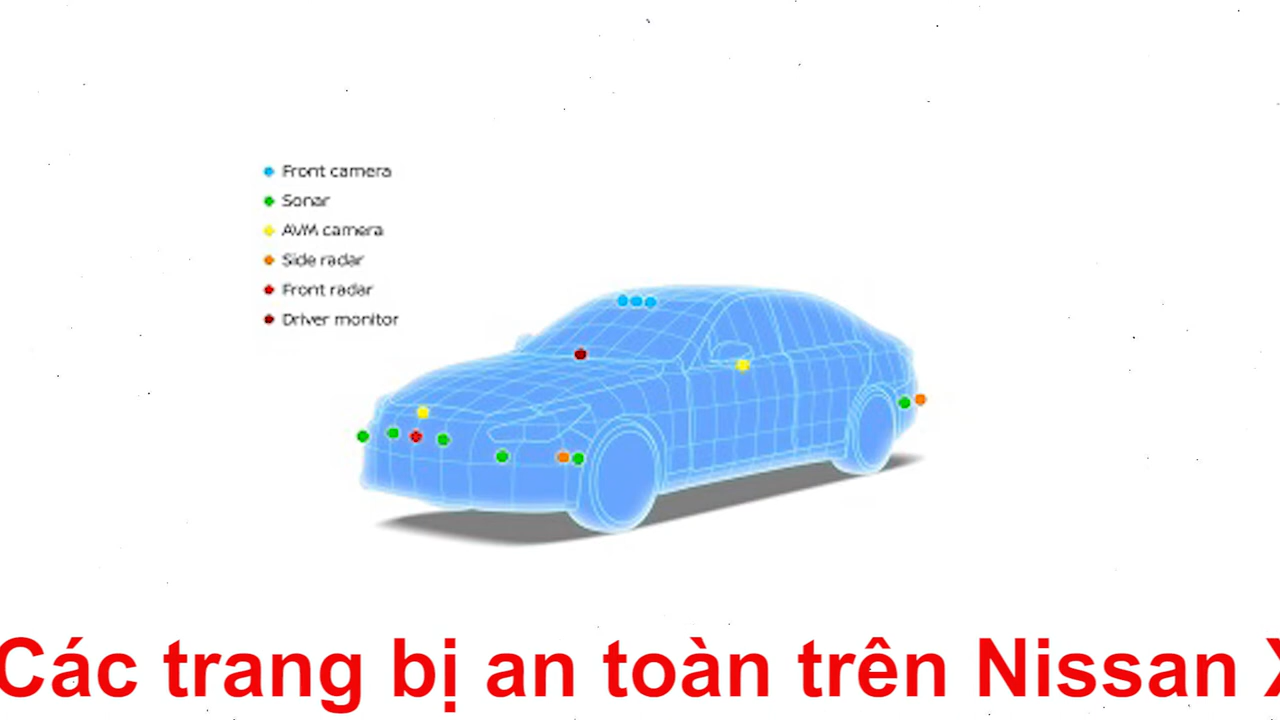 Front camera
Sonar
AVM camera
Side radar
Front radar
Driver monitor
Các trang bị an toàn trên Nissan